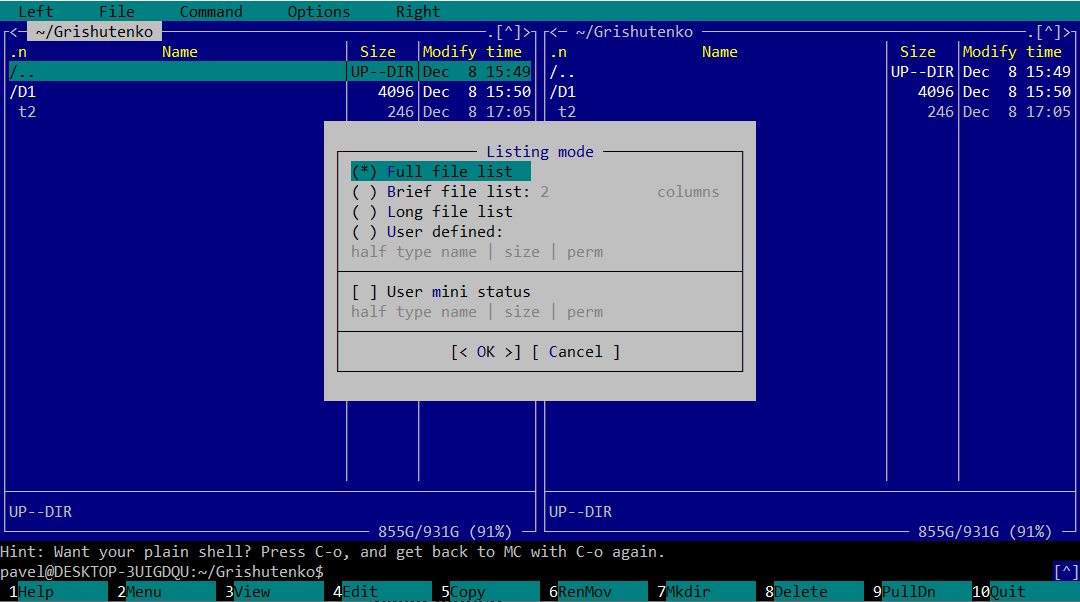 Left File Command Options Right
<─ ~/Grishutenko ─.[^]> <─ ~/Grishutenko ─.[^]>
.n Name Size Modify time .n Name Size Modify time
/.. UP--DIR Dec 8 15:49 /.. UP--DIR Dec 8 15:49
/D1 4096 Dec 8 15:50 /D1 4096 Dec 8 15:50
t2 246 Dec 8 17:05 t2 246 Dec 8 17:05
Listing mode
(*) Full file list
( ) Brief file list: 2 columns
( ) Long file list
( ) User defined:
half type name | size | perm
[ ] User mini status
half type name | size | perm
[< OK >] [ Cancel ]
UP--DIR UP--DIR
855G/931G (91%) 855G/931G (91%)
Hint: Want your plain shell? Press C-o, and get back to MC with C-o again.
pavel@DESKTOP-3UIGDQU:~/Grishutenko$ [^]
1Help 2Menu 3View 4Edit 5Copy 6RenMov 7Mkdir 8Delete 9PullDn 10Quit